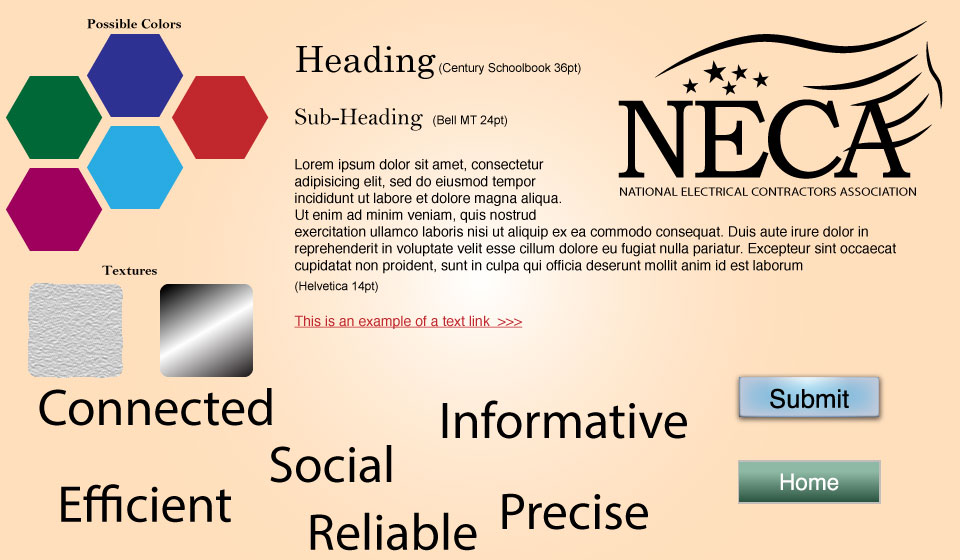 Possible Colors
Textures
Heading (Century Schoolbook 36pt)
Sub-Heading (Bell MT 24pt)
Lorem ipsum dolor sit amet, consectetur
adipisicing elit, sed do eiusmod tempor
incididunt ut labore et dolore magna aliqua.
Ut enim ad minim veniam, quis nostrud
exercitation ullamco laboris nisi ut aliquip ex ea commodo consequat. Duis aute irure dolor in
reprehenderit in voluptate velit esse cillum dolore eu fugiat nulla pariatur. Excepteur sint occaecat
cupidatat non proident, sunt in culpa qui officia deserunt mollit anim id est laborum
(Helvetica 14pt)
This is an example of a text link >>>
NECA
NATIONAL ELECTRICAL CONTRACTORS ASSOCIATION
Connected
Informative
Social
Efficient
Precise
Reliable
Submit
Home